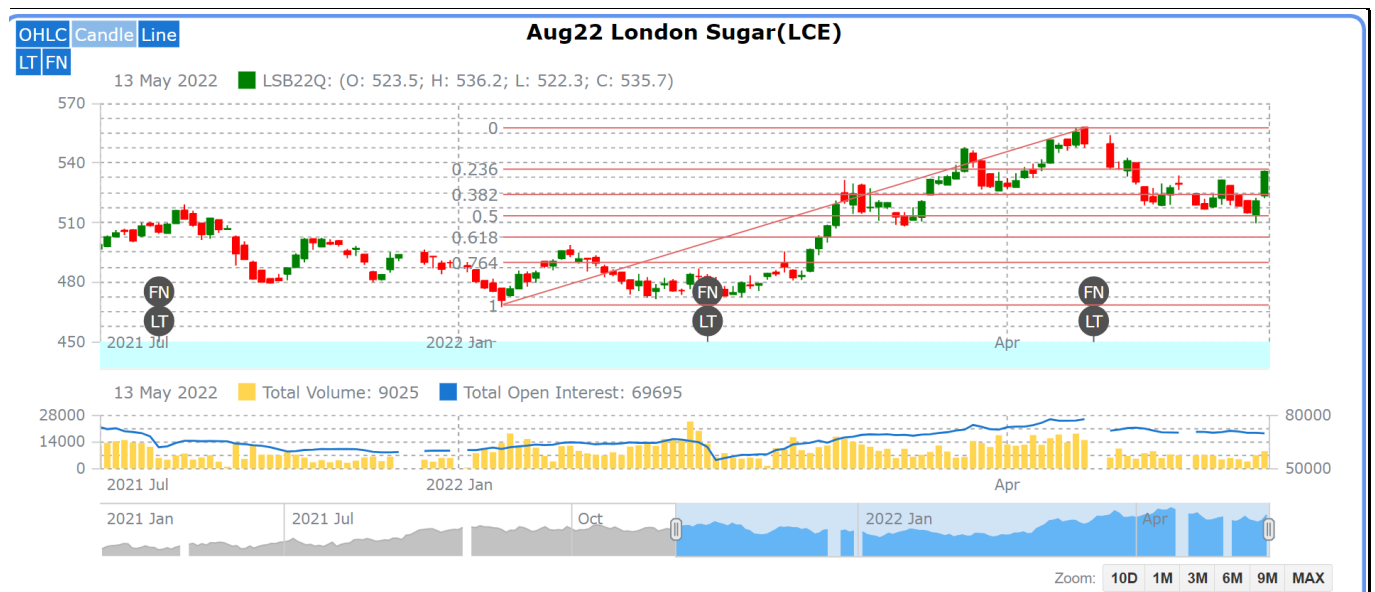 Aug22 London Sugar(LCE)
OHLC Candle Line
LT FN
13 May 2022 LSB22Q: (O: 523.5; H: 536.2; L: 522.3; C: 535.7)
570
0
540
0.236
0.382
510
0.5
0.618
0.764
480
FN FN FN
1
LT LT LT
450
2021 Jul 2022 Jan Apr
13 May 2022 Total Volume: 9025 Total Open Interest: 69695
28000 80000
14000
0 50000
2021 Jul 2022 Jan Apr
2021 Jan 2021 Jul Oct 2022 Jan Apr
Zoom: 10D 1M 3M 6M 9M MAX